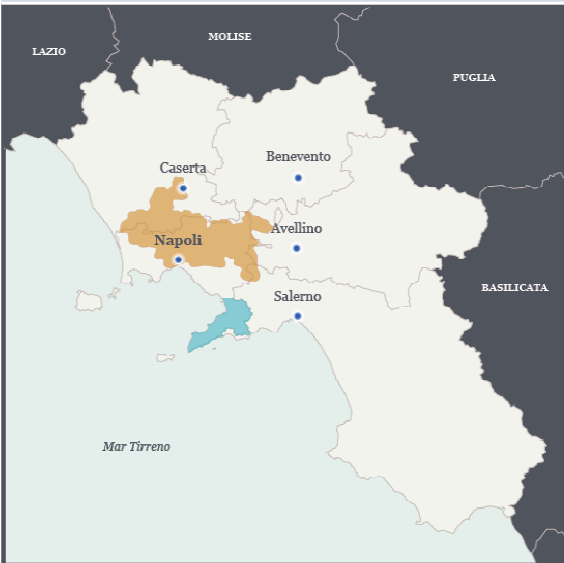 MOLISE
LAZIO
PUGLIA
Benevento
Caserta
Avellino
Napoli
BASILICATA
Salerno
Mar Tirreno